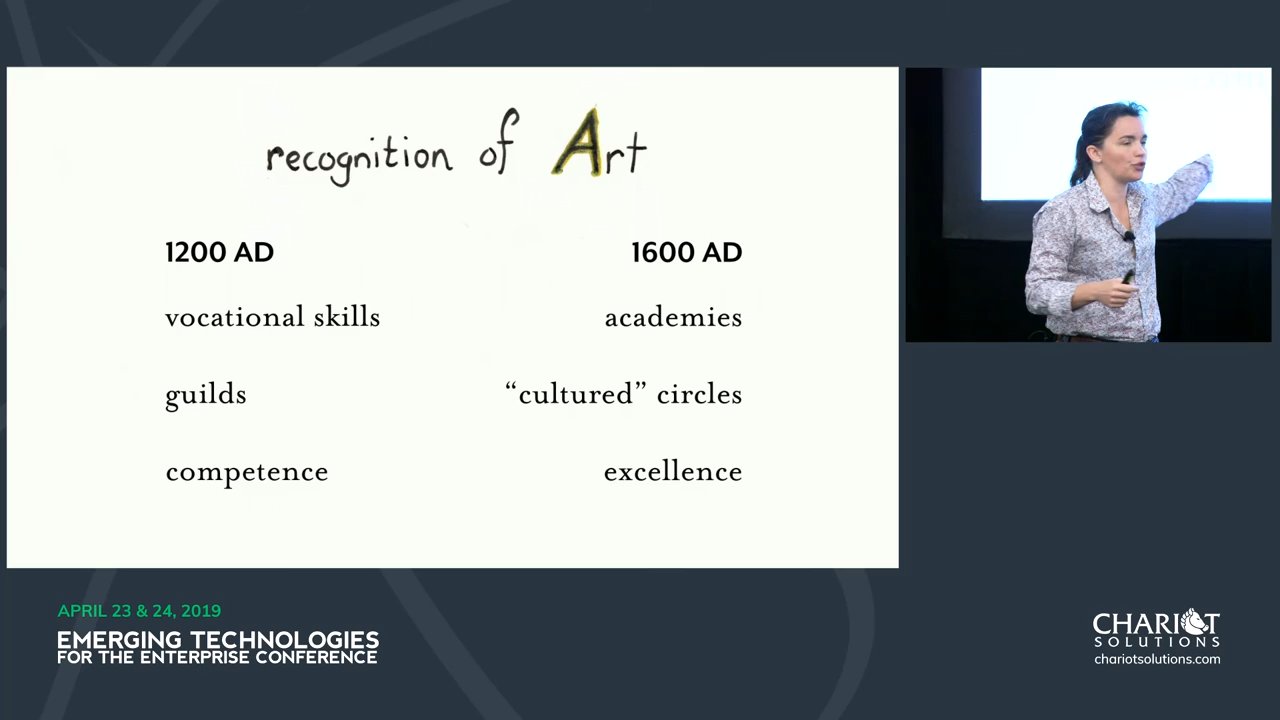 recognition of Art
1200 AD
1600 AD
vocational skills
academies
guilds
“cultured” circles
competence
excellence
APRIL 23 & 24, 2019
EMERGING TECHNOLOGIES
FOR THE ENTERPRISE CONFERENCE
CHARIOT
SOLUTIONS
chariotsolutions.com